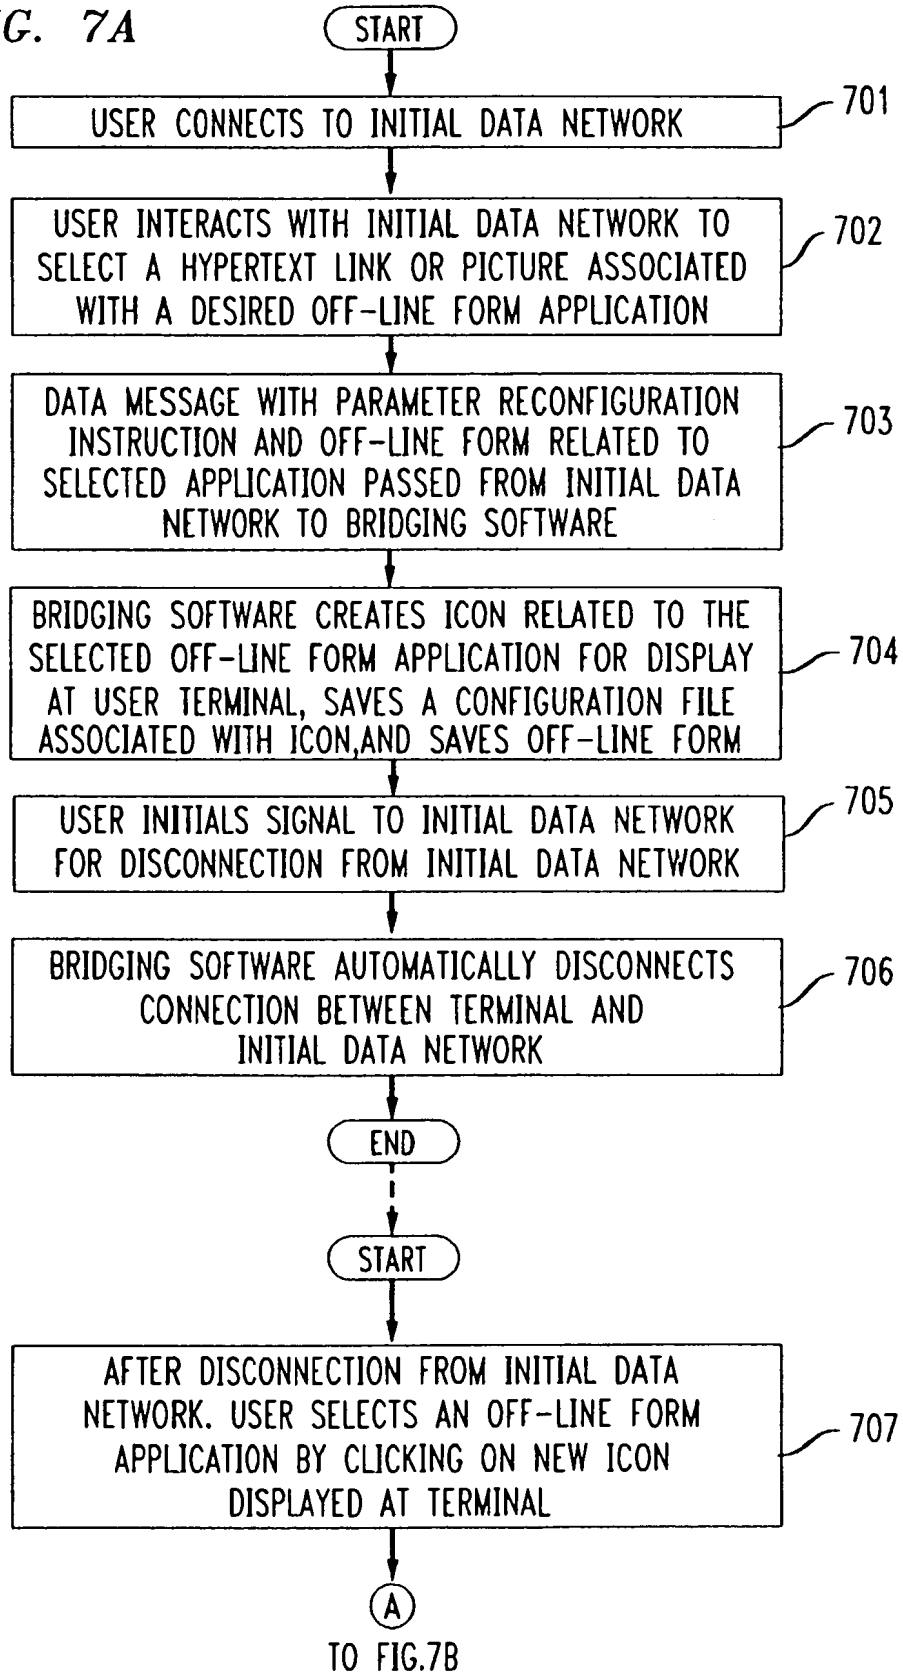 G. 7A
START
USER CONNECTS TO INITIAL DATA NETWORK
701
USER INTERACTS WITH INITIAL DATA NETWORK TO
SELECT A HYPERTEXT LINK OR PICTURE ASSOCIATED
WITH A DESIRED OFF-LINE FORM APPLICATION
702
DATA MESSAGE WITH PARAMETER RECONFIGURATION
INSTRUCTION AND OFF-LINE FORM RELATED TO
SELECTED APPLICATION PASSED FROM INITIAL DATA
NETWORK TO BRIDGING SOFTWARE
703
BRIDGING SOFTWARE CREATES ICON RELATED TO THE
SELECTED OFF-LINE FORM APPLICATION FOR DISPLAY
AT USER TERMINAL, SAVES A CONFIGURATION FILE
ASSOCIATED WITH ICON,AND SAVES OFF-LINE FORM
704
USER INITIALS SIGNAL TO INITIAL DATA NETWORK
FOR DISCONNECTION FROM INITIAL DATA NETWORK
705
BRIDGING SOFTWARE AUTOMATICALLY DISCONNECTS
CONNECTION BETWEEN TERMINAL AND
INITIAL DATA NETWORK
706
END
START
AFTER DISCONNECTION FROM INITIAL DATA
NETWORK. USER SELECTS AN OFF-LINE FORM
APPLICATION BY CLICKING ON NEW ICON
DISPLAYED AT TERMINAL
707
A
TO FIG.7B